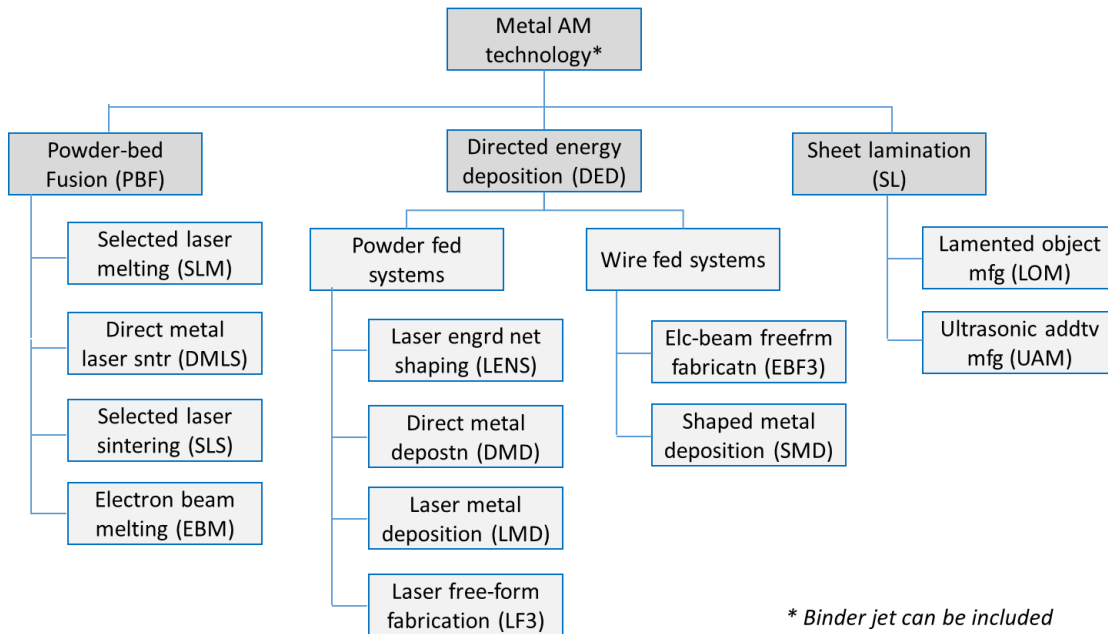 Metal AM
technology*
Powder-bed
Fusion (PBF)
Directed energy
deposition (DED)
Sheet lamination
(SL)
Selected laser
melting (SLM)
Direct metal
laser sntr (DMLS)
Selected laser
sintering (SLS)
Electron beam
melting (EBM)
Powder fed
systems
Laser engrd net
shaping (LENS)
Direct metal
depostn (DMD)
Laser metal
deposition (LMD)
Laser free-form
fabrication (LF3)
Wire fed systems
Elc-beam freefrm
fabricatn (EBF3)
Shaped metal
deposition (SMD)
Lamented object
mfg (LOM)
Ultrasonic addtv
mfg (UAM)
* Binder jet can be included